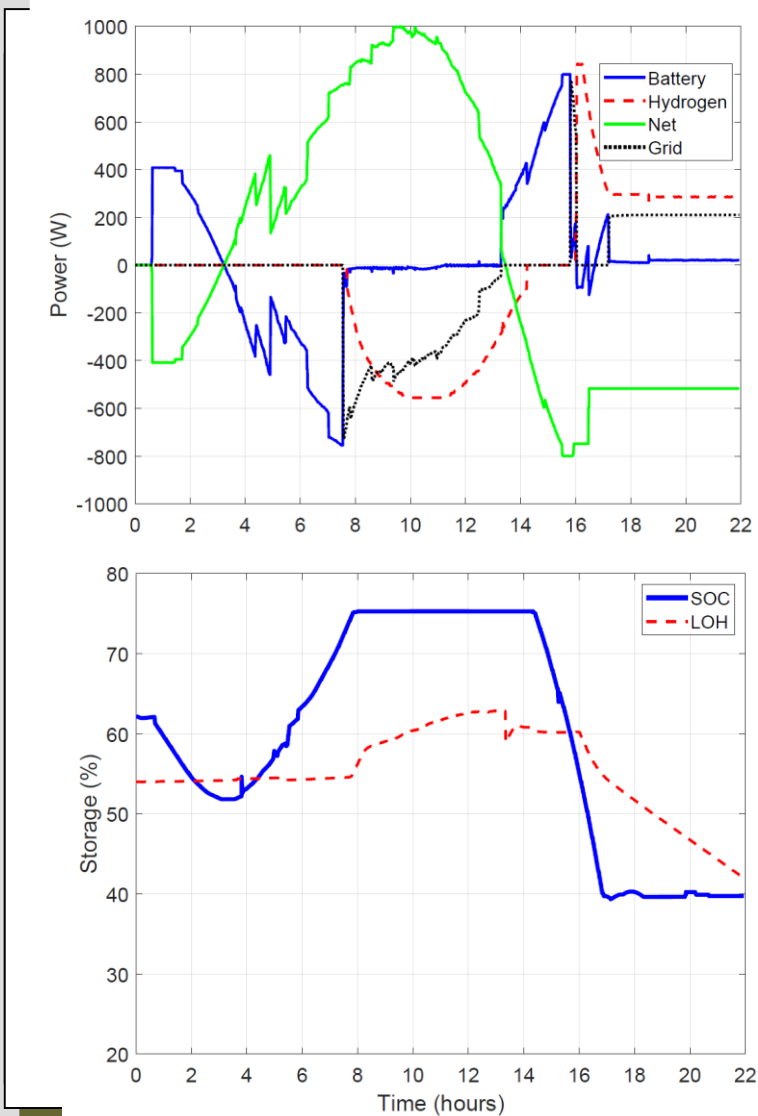 1000
800
600
400
200
0
-200
-400
-600
-800
-1000
Power (W)
Battery
Hydrogen
Net
Grid
0 2 4 6 8 10 12 14 16 18 20 22
80
70
60
50
40
30
20
Storage (%)
SOC
LOH
0 2 4 6 8 10 12 14 16 18 20 22
Time (hours)